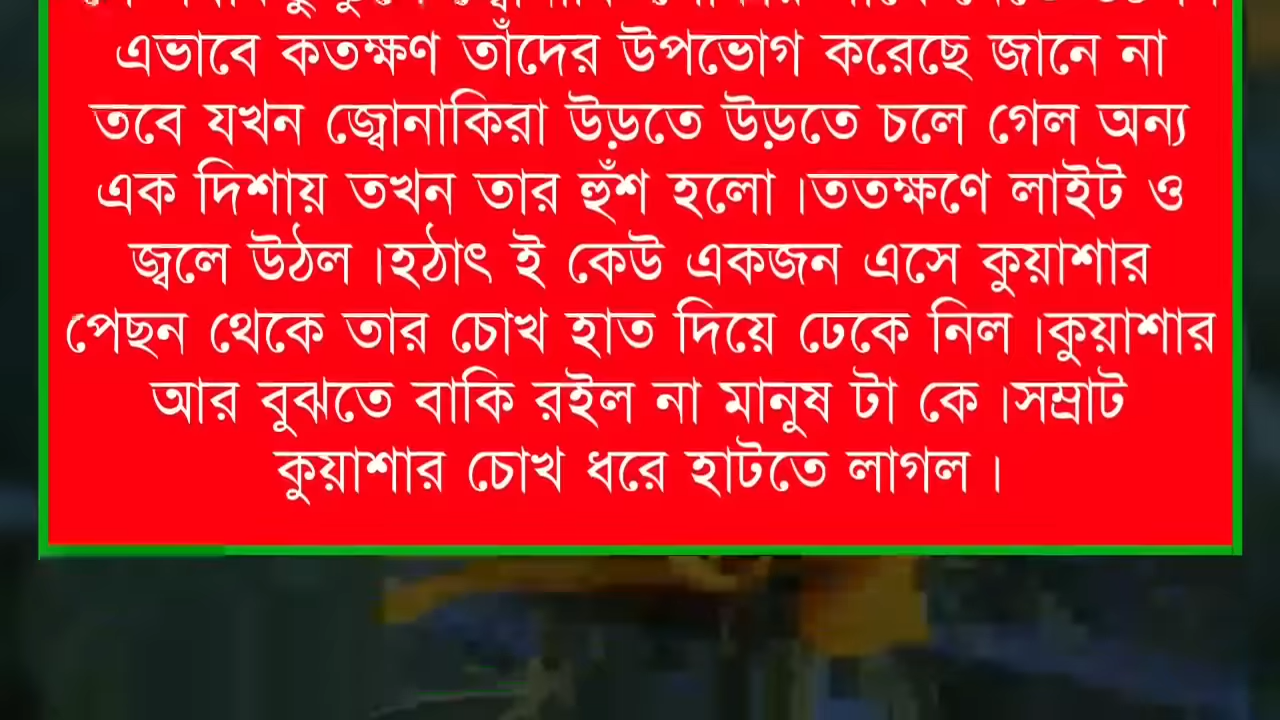 এভাবে কতক্ষণ তাঁদের উপভোগ করেছে জানে না
তবে যখন জ্বোনাকিরা উড়তে উড়তে চলে গেল অন্য
এক দিশায় তখন তার হুঁশ হলো ।ততক্ষণে লাইট ও
জ্বলে উঠল ।হঠাৎ ই কেউ একজন এসে কুয়াশার
পেছন থেকে তার চোখ হাত দিয়ে ঢেকে নিল ।কুয়াশার
আর বুঝতে বাকি রইল না মানুষ টা কে ।সম্রাট
কুয়াশার চোখ ধরে হাটতে লাগল ।